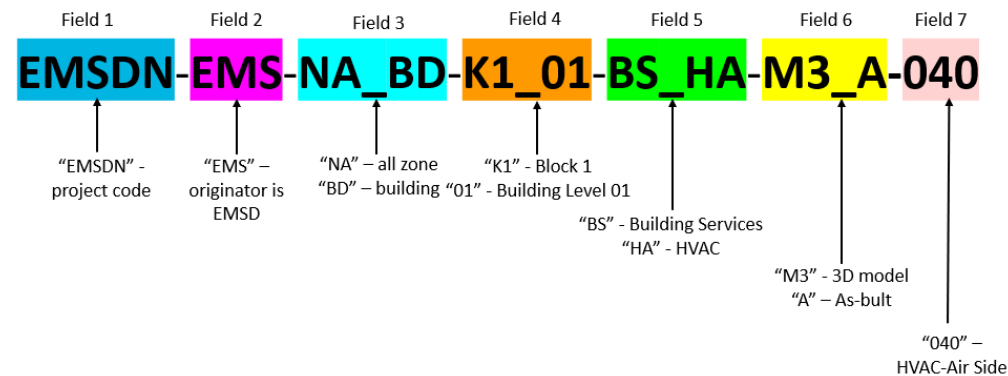 Field 1
Field 2
Field 3
Field 4
Field 5
Field 6
Field 7
EMSDN-EMS-NA_BD-K1_01-BS_HA-M3_A-040
“EMSDN” -
project code
“EMS” –
originator is
EMSD
“NA” – all zone
“BD” – building
“K1” - Block 1
“01” - Building Level 01
“BS” - Building Services
“HA” - HVAC
“M3” - 3D model
“A” – As-bult
“040” –
HVAC-Air Side